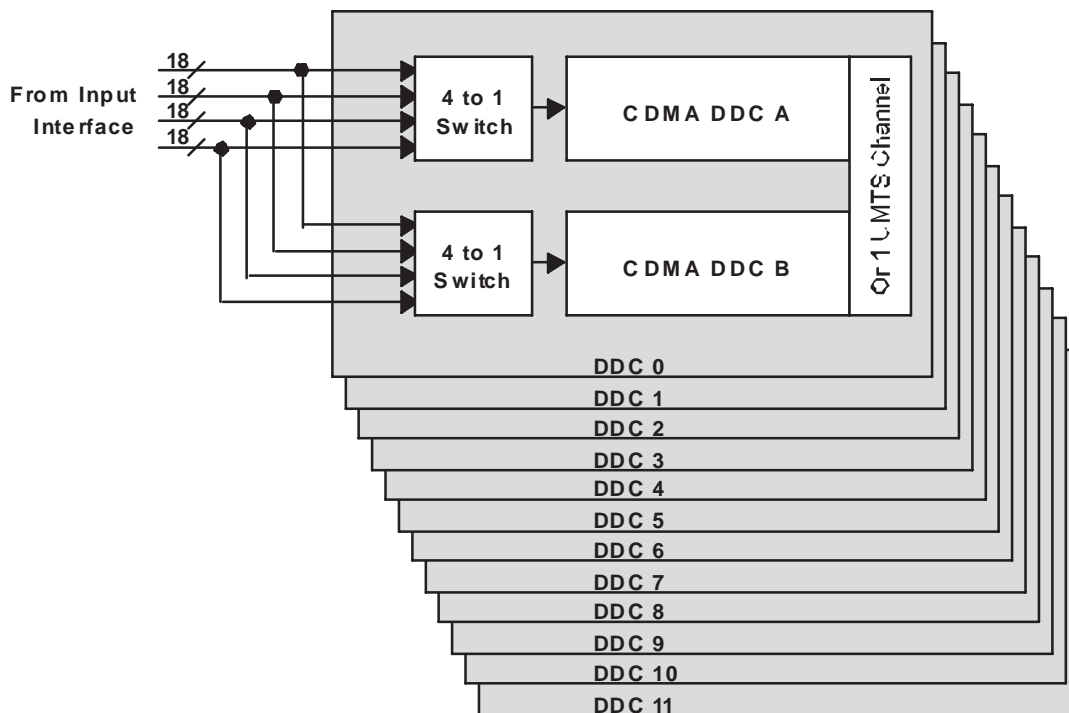 18
18
18
18
From Input
Interface
4 to 1
Switch
CDMA DDC A
4 to 1
Switch
CDMA DDC B
Or 1 UMTS Channel
DDC 0
DDC 1
DDC 2
DDC 3
DDC 4
DDC 5
DDC 6
DDC 7
DDC 8
DDC 9
DDC 10
DDC 11